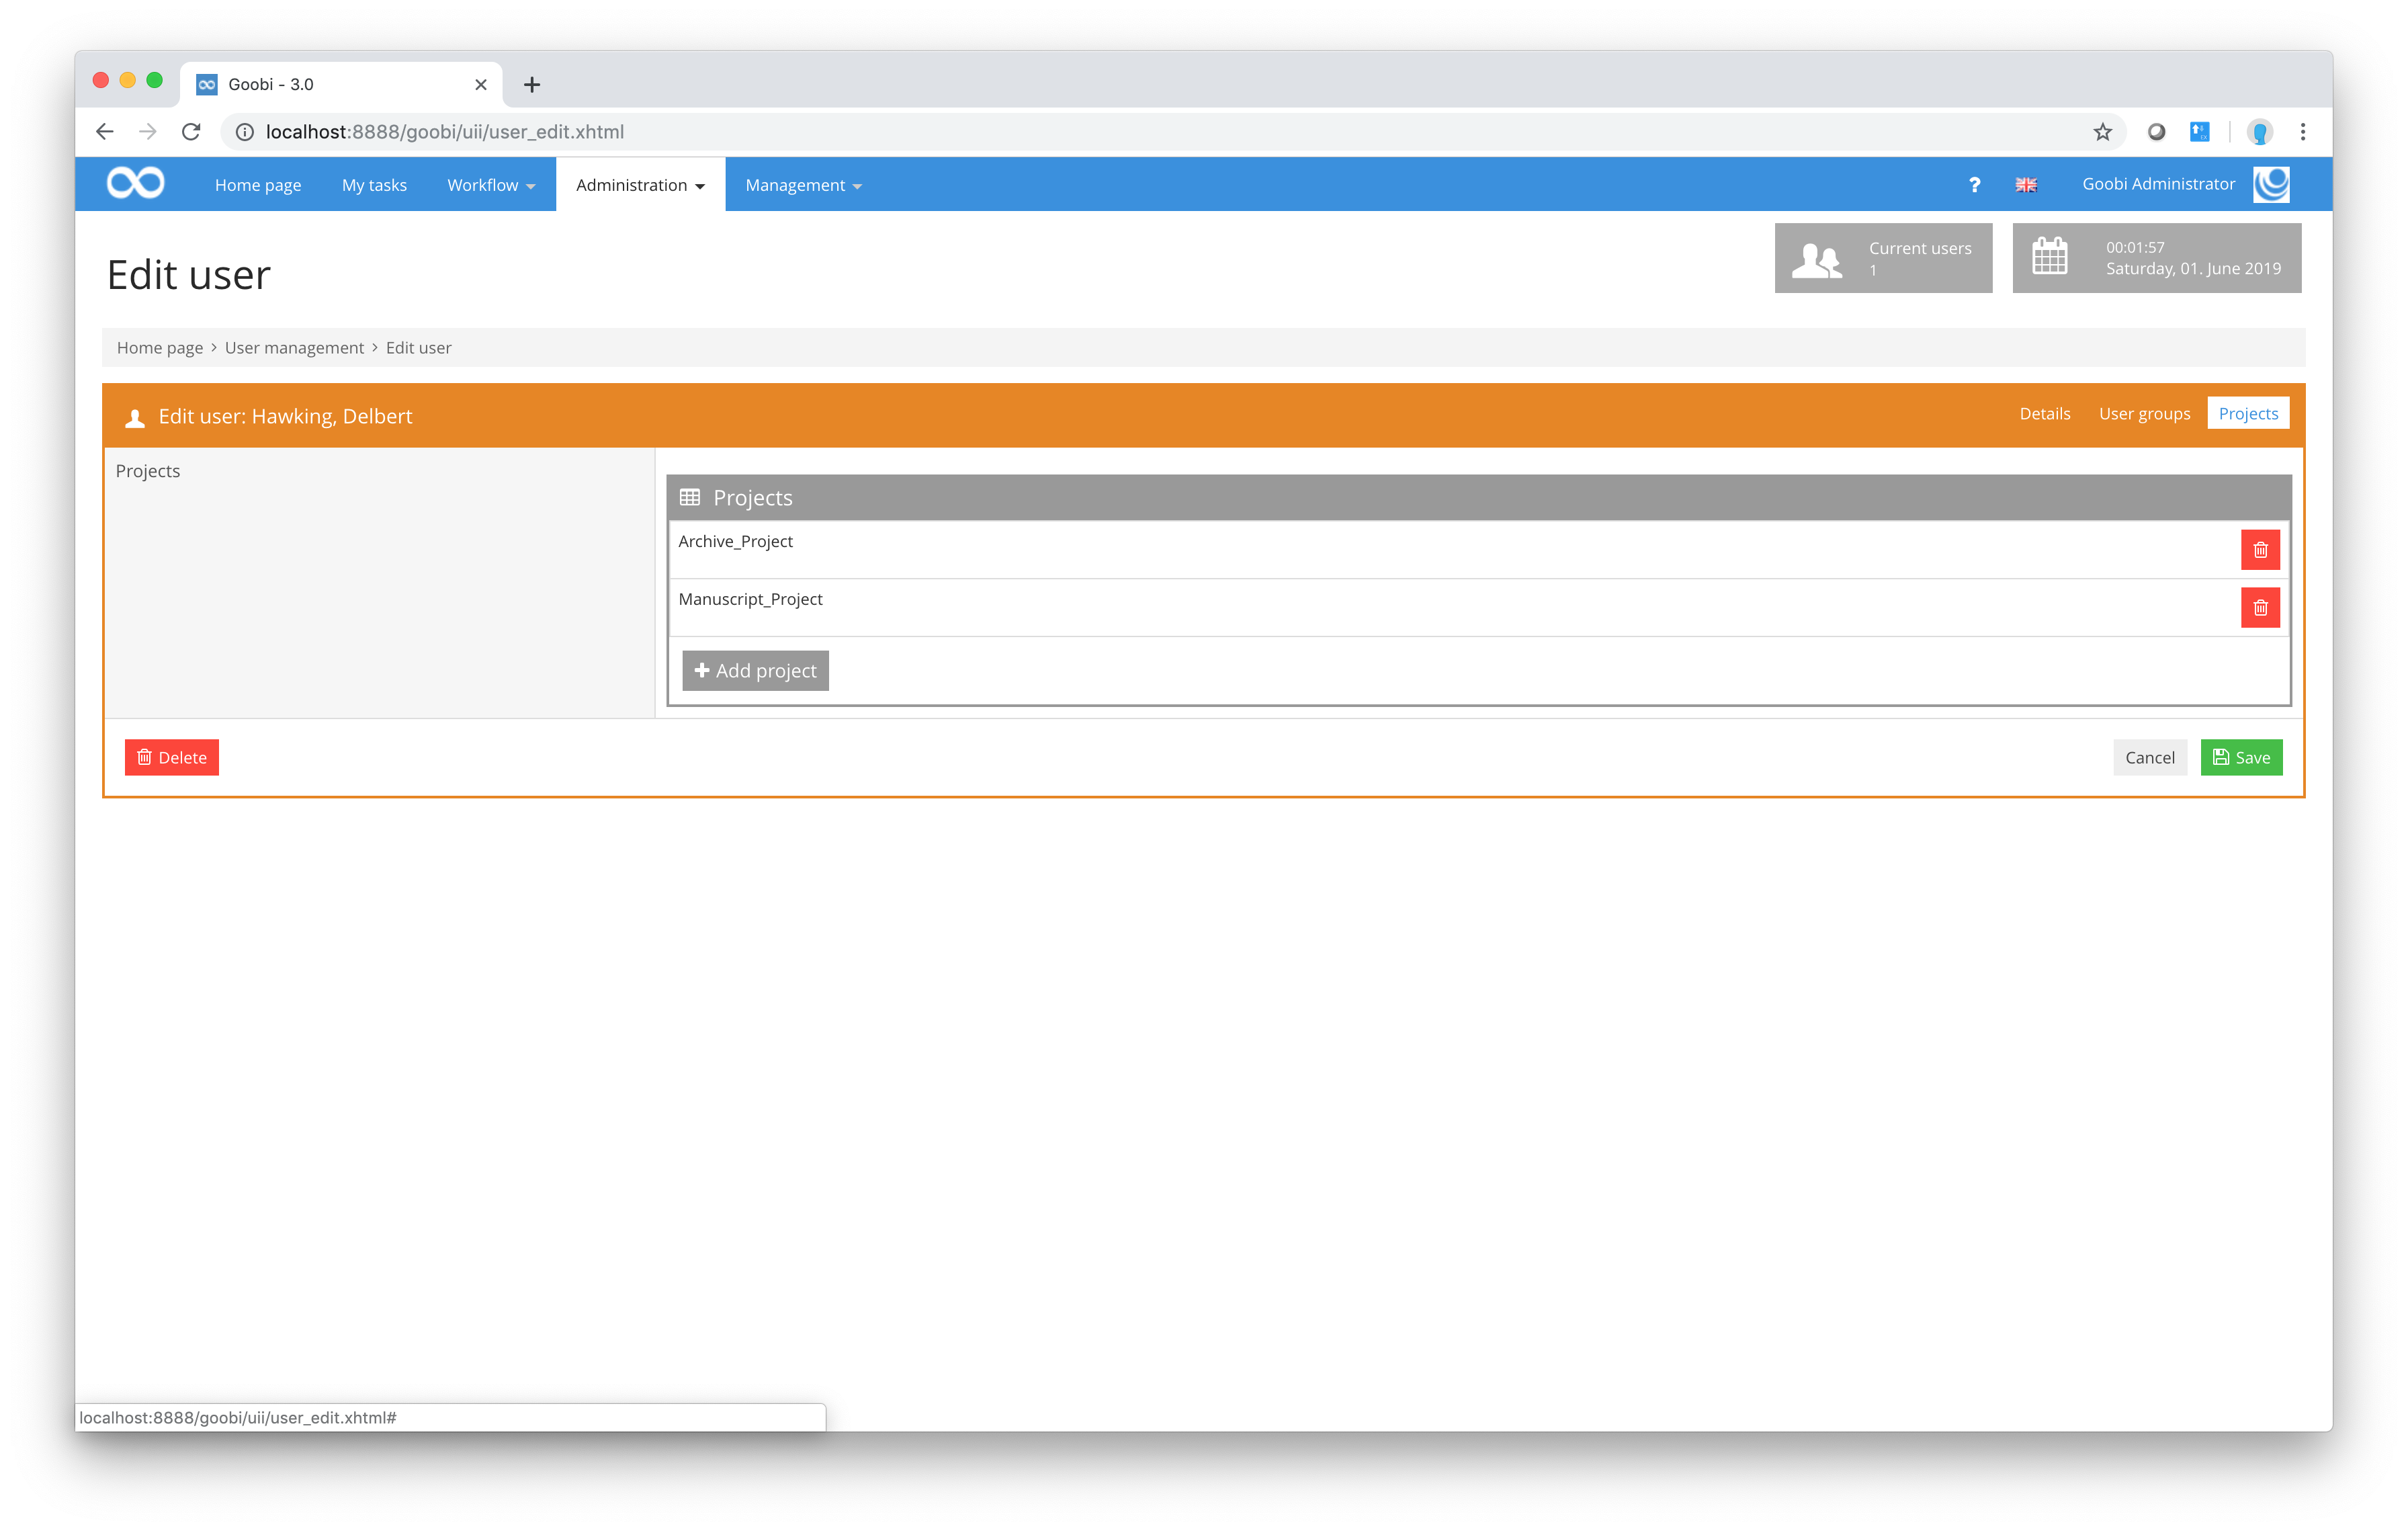 Goobi - 3.0
localhost:8888/goobi/uii/user_edit.xhtml
Home page My tasks Workflow Administration Management ? Goobi Administrator
Edit user
Current users
1
00:01:57
Saturday, 01. June 2019
Home page > User management > Edit user
Edit user: Hawking, Delbert
Details User groups Projects
Projects
Projects
Archive_Project
Manuscript_Project
Add project
Delete
Cancel Save
localhost:8888/goobi/uii/user_edit.xhtml#